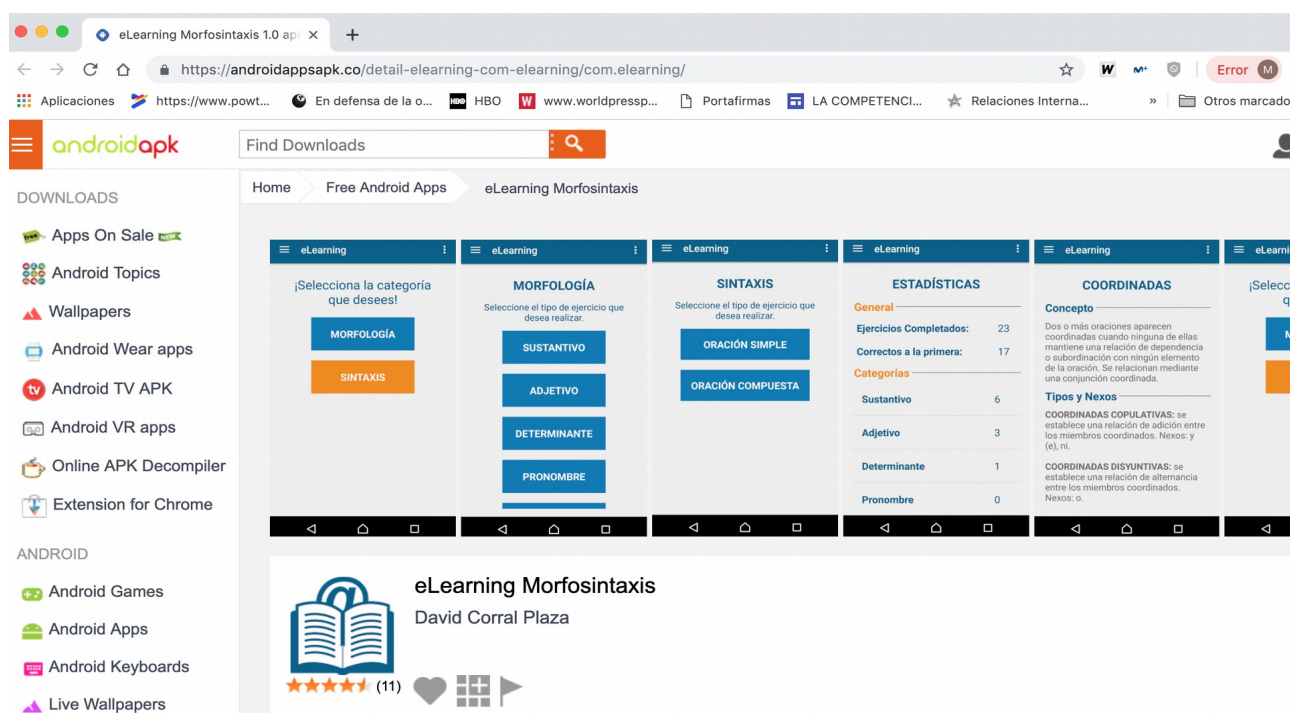 eLearning Morfosintaxis 1.0 ap
https://androidappsapk.co/detail-elearning-com-elearning/com.elearning/
W
M+
Error
M
Aplicaciones
https://www.powt...
En defensa de la o...
HBO
HBO
W
www.worldpressp...
Portafirmas
LA COMPETENCI...
Relaciones Interna...
»
Otros marcado
androidapk
Find Downloads
Home
Free Android Apps
eLearning Morfosintaxis
DOWNLOADS
Apps On Sale
Android Topics
Wallpapers
Android Wear apps
tv
Android TV APK
Android VR apps
Online APK Decompiler
Extension for Chrome
ANDROID
Android Games
Android Apps
Android Keyboards
Live Wallpapers
eLearning
¡Selecciona la categoría
que desees!
MORFOLOGÍA
SINTAXIS
eLearning
MORFOLOGÍA
Seleccione el tipo de ejercicio que
desea realizar.
SUSTANTIVO
ADJETIVO
DETERMINANTE
PRONOMBRE
eLearning
SINTAXIS
Seleccione el tipo de ejercicio que
desea realizar.
ORACIÓN SIMPLE
ORACIÓN COMPUESTA
eLearning
ESTADÍSTICAS
General
Ejercicios Completados: 23
Correctos a la primera: 17
Categorías
Sustantivo 6
Adjetivo 3
Determinante 1
Pronombre 0
eLearning
COORDINADAS
Concepto
Dos o más oraciones aparecen
coordinadas cuando ninguna de ellas
mantiene una relación de dependencia
o subordinación con ningún elemento
de la oración. Se relacionan mediante
una conjunción coordinada.
Tipos y Nexos
COORDINADAS COPULATIVAS: se
establece una relación de adición entre
los miembros coordinados. Nexos: y
(e), ni.
COORDINADAS DISYUNTIVAS: se
establece una relación de alternancia
entre los miembros coordinados.
Nexos: o.
eLearni
¡Selecc
q
M
eLearning Morfosintaxis
David Corral Plaza
(11)